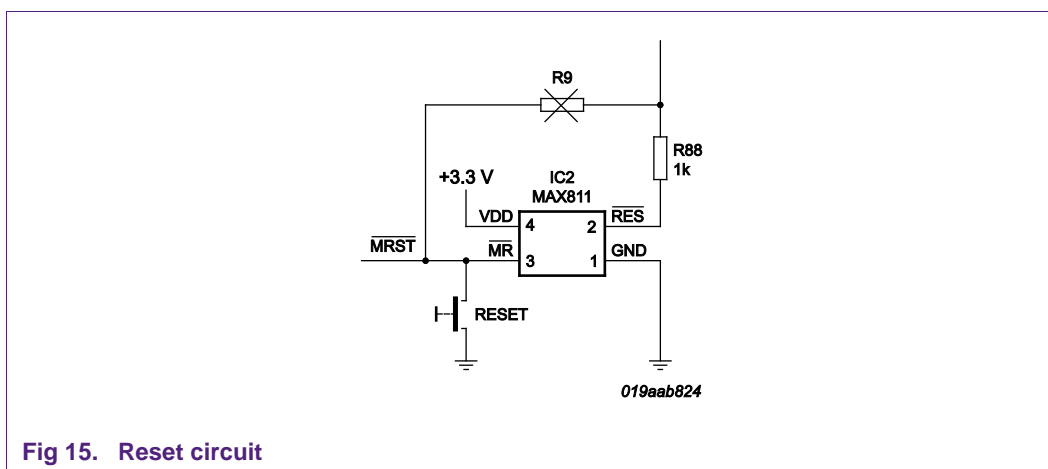 R9
R88
1k
+3.3 V
IC2
MAX811
VDD 4 2 RES
MRST
MR 3 1 GND
RESET
019aab824
Fig 15. Reset circuit